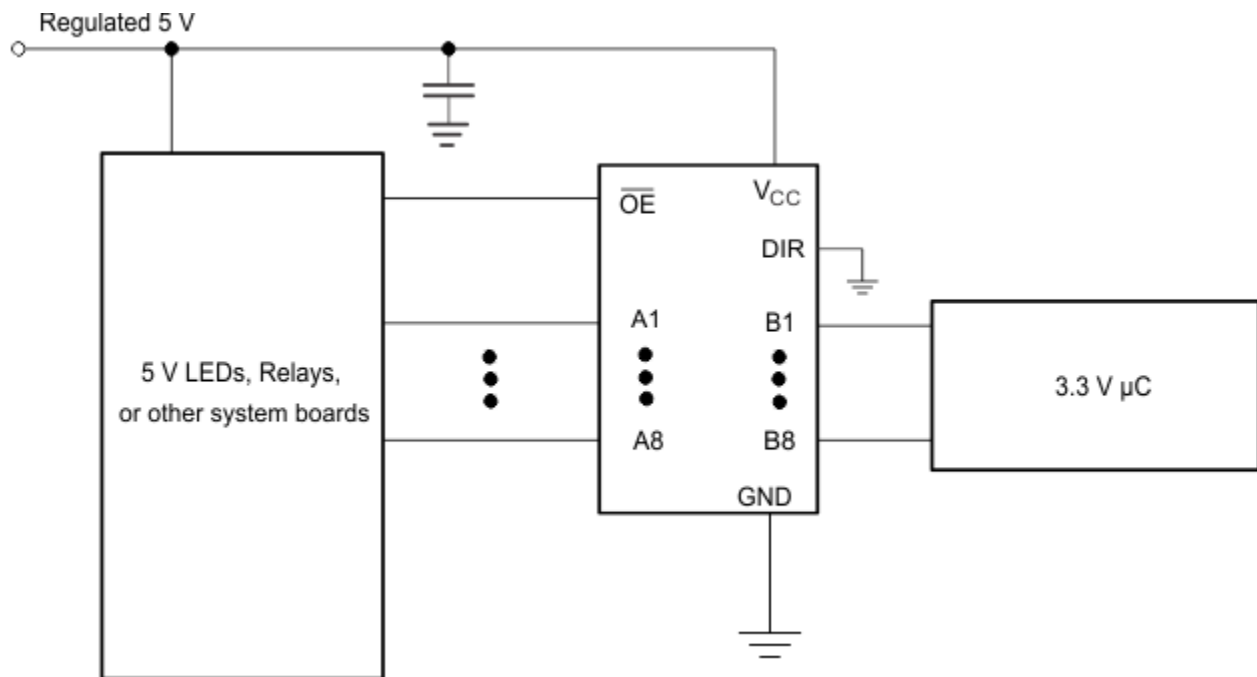 Regulated 5 V
OE
VCC
DIR
A1
B1
5 V LEDs, Relays,
or other system boards
3.3 V µC
A8
B8
GND